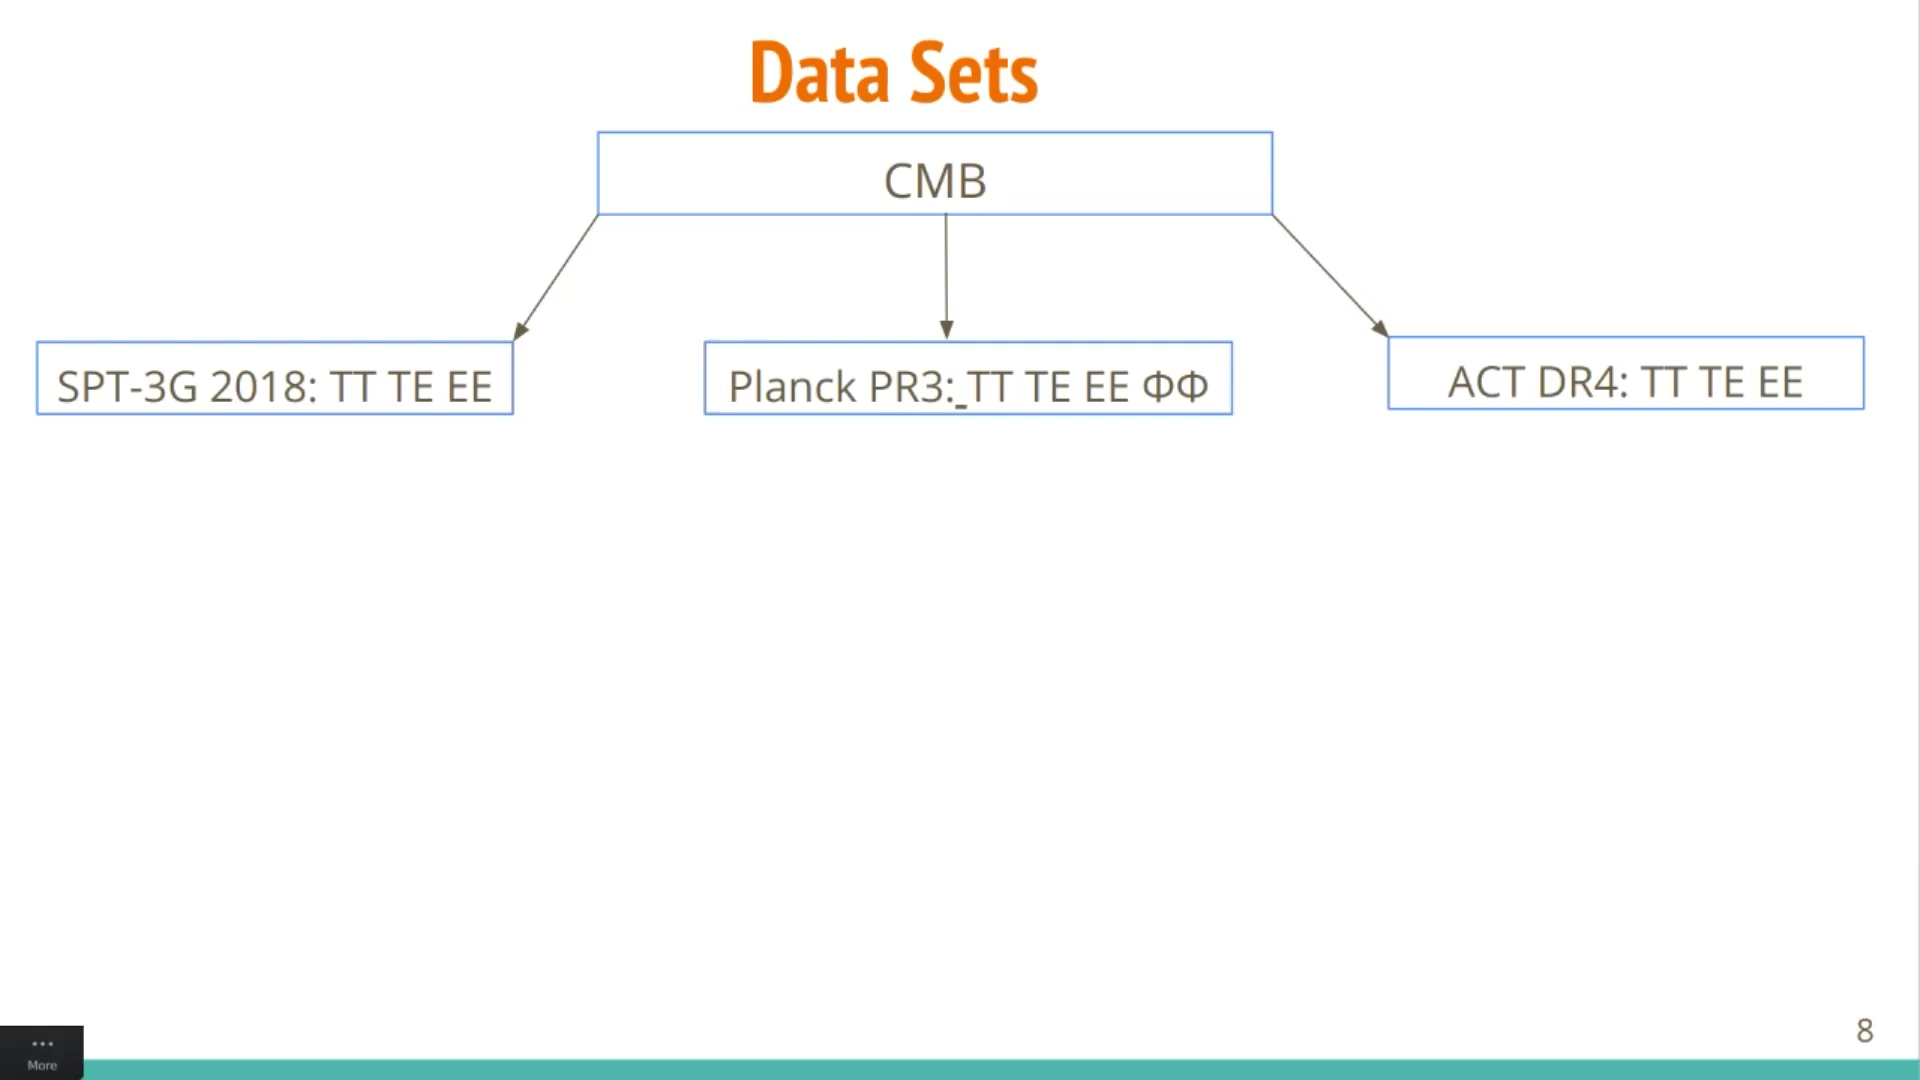 Data Sets
CMB
SPT-3G 2018: TT TE EE
Planck PR3: TT TE EE ΦΦ
ACT DR4: TT TE EE
8
More